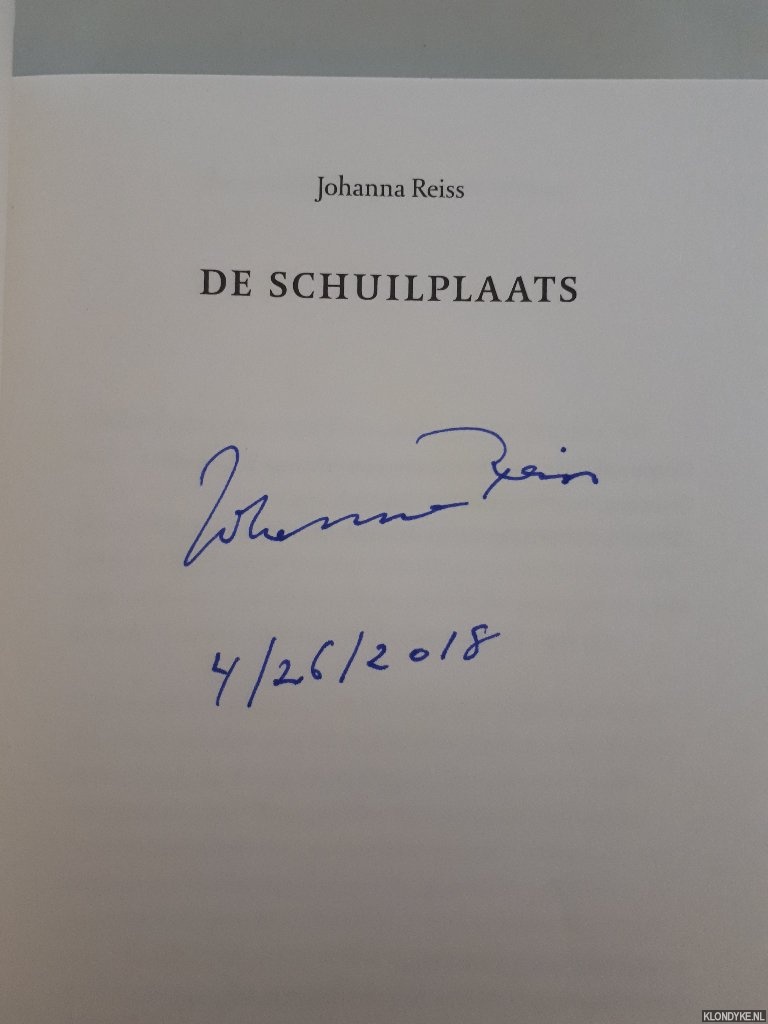 Johanna Reiss
DE SCHUILPLAATS
Johanna Reiss
4/26/2018
KLONDYKE.NL